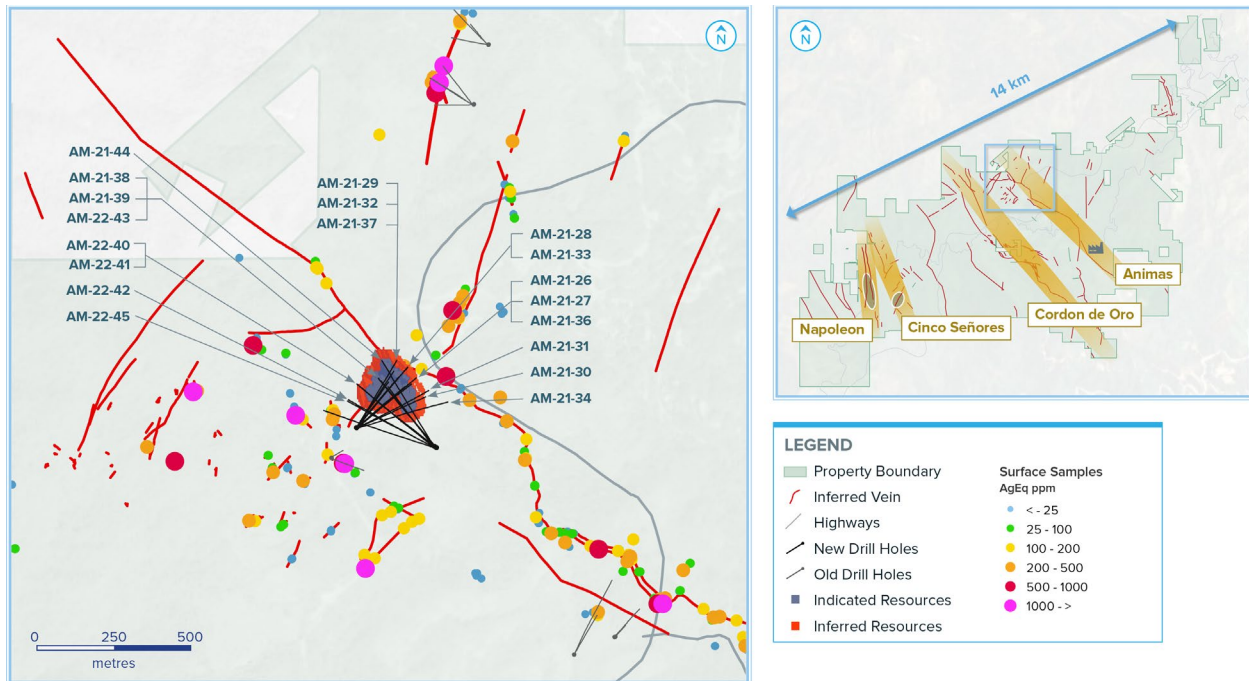 N
AM-21-44
AM-21-38
AM-21-39
AM-22-43
AM-22-40
AM-22-41
AM-22-42
AM-22-45
AM-21-29
AM-21-32
AM-21-37
AM-21-28
AM-21-33
AM-21-26
AM-21-27
AM-21-36
AM-21-31
AM-21-30
AM-21-34
0 250 500
metres
N
14 km
Animas
Cordon de Oro
Cinco Señores
Napoleon
LEGEND
Property Boundary
Inferred Vein
Highways
New Drill Holes
Old Drill Holes
Indicated Resources
Inferred Resources
Surface Samples
AgEq ppm
< - 25
25 - 100
100 - 200
200 - 500
500 - 1000
1000 - >